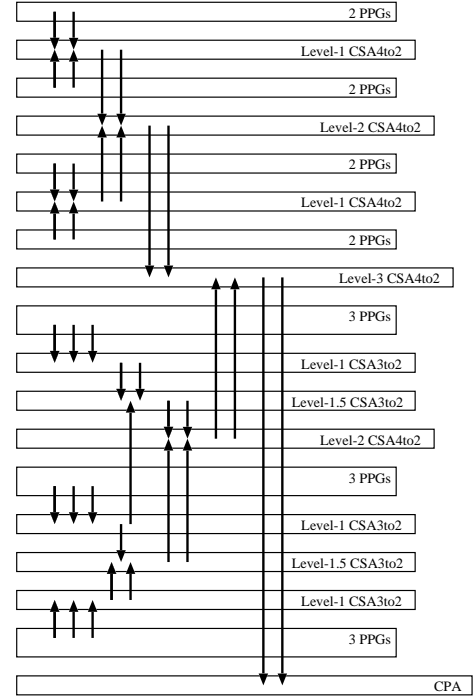 2 PPGs
Level-1 CSA4to2
2 PPGs
Level-2 CSA4to2
2 PPGs
Level-1 CSA4to2
2 PPGs
Level-3 CSA4to2
3 PPGs
Level-1 CSA3to2
Level-1.5 CSA3to2
Level-2 CSA4to2
3 PPGs
Level-1 CSA3to2
Level-1.5 CSA3to2
Level-1 CSA3to2
3 PPGs
CPA